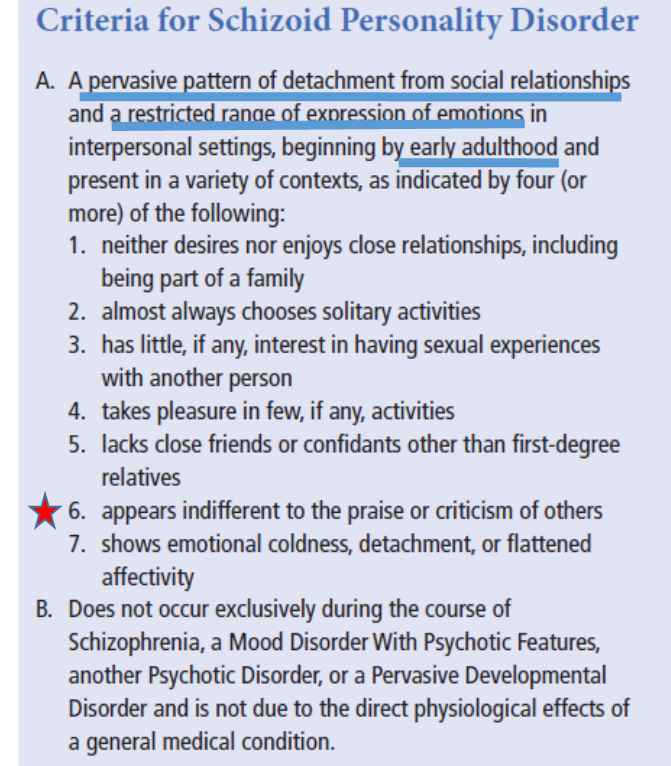 Criteria for Schizoid Personality Disorder
A. A pervasive pattern of detachment from social relationships
and a restricted range of expression of emotions in
interpersonal settings, beginning by early adulthood and
present in a variety of contexts, as indicated by four (or
more) of the following:
1. neither desires nor enjoys close relationships, including
being part of a family
2. almost always chooses solitary activities
3. has little, if any, interest in having sexual experiences
with another person
4. takes pleasure in few, if any, activities
5. lacks close friends or confidants other than first-degree
relatives
6. appears indifferent to the praise or criticism of others
7. shows emotional coldness, detachment, or flattened
affectivity
B. Does not occur exclusively during the course of
Schizophrenia, a Mood Disorder With Psychotic Features,
another Psychotic Disorder, or a Pervasive Developmental
Disorder and is not due to the direct physiological effects of
a general medical condition.